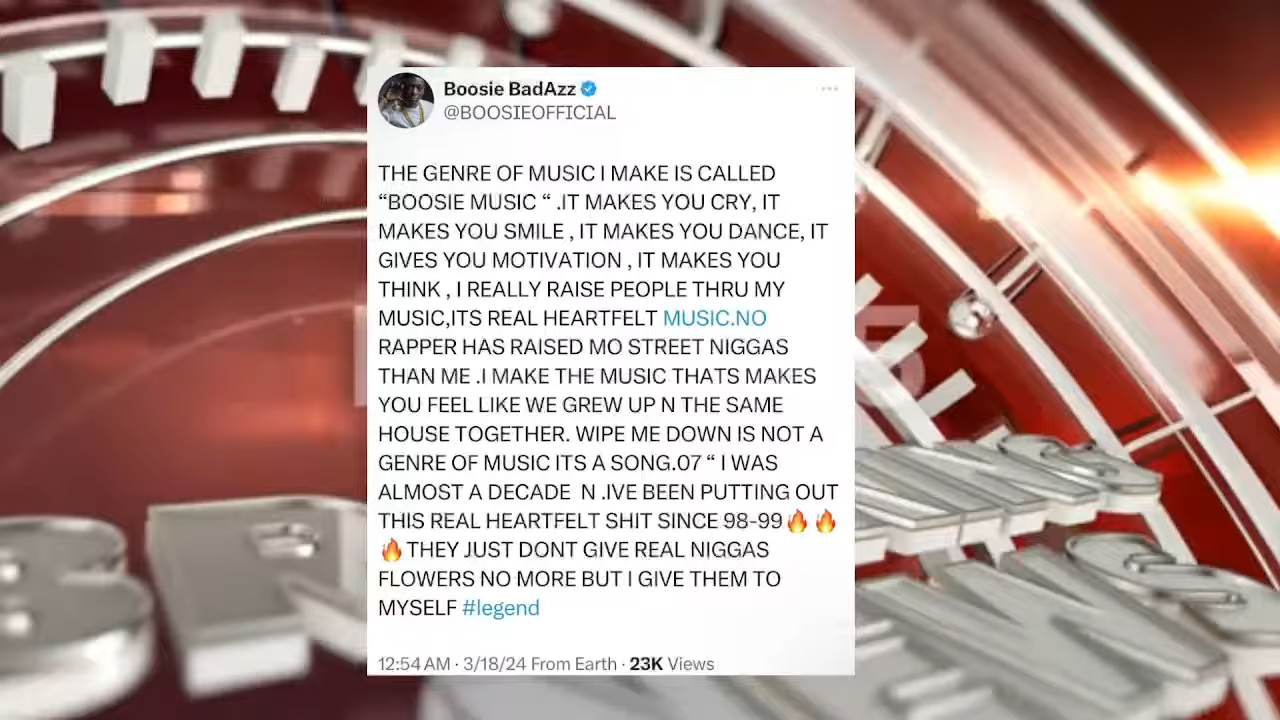 Boosie BadAzz
@BOOSIEOFFICIAL
THE GENRE OF MUSIC I MAKE IS CALLED
“BOOSIE MUSIC “ .IT MAKES YOU CRY, IT
MAKES YOU SMILE , IT MAKES YOU DANCE, IT
GIVES YOU MOTIVATION , IT MAKES YOU
THINK , I REALLY RAISE PEOPLE THRU MY
MUSIC,ITS REAL HEARTFELT MUSIC.NO
RAPPER HAS RAISED MO STREET NIGGAS
THAN ME .I MAKE THE MUSIC THATS MAKES
YOU FEEL LIKE WE GREW UP N THE SAME
HOUSE TOGETHER. WIPE ME DOWN IS NOT A
GENRE OF MUSIC ITS A SONG.07 “ I WAS
ALMOST A DECADE N .IVE BEEN PUTTING OUT
THIS REAL HEARTFELT SHIT SINCE 98-99🔥🔥
🔥THEY JUST DONT GIVE REAL NIGGAS
FLOWERS NO MORE BUT I GIVE THEM TO
MYSELF #legend
12:54 AM · 3/18/24 From Earth · 23K Views